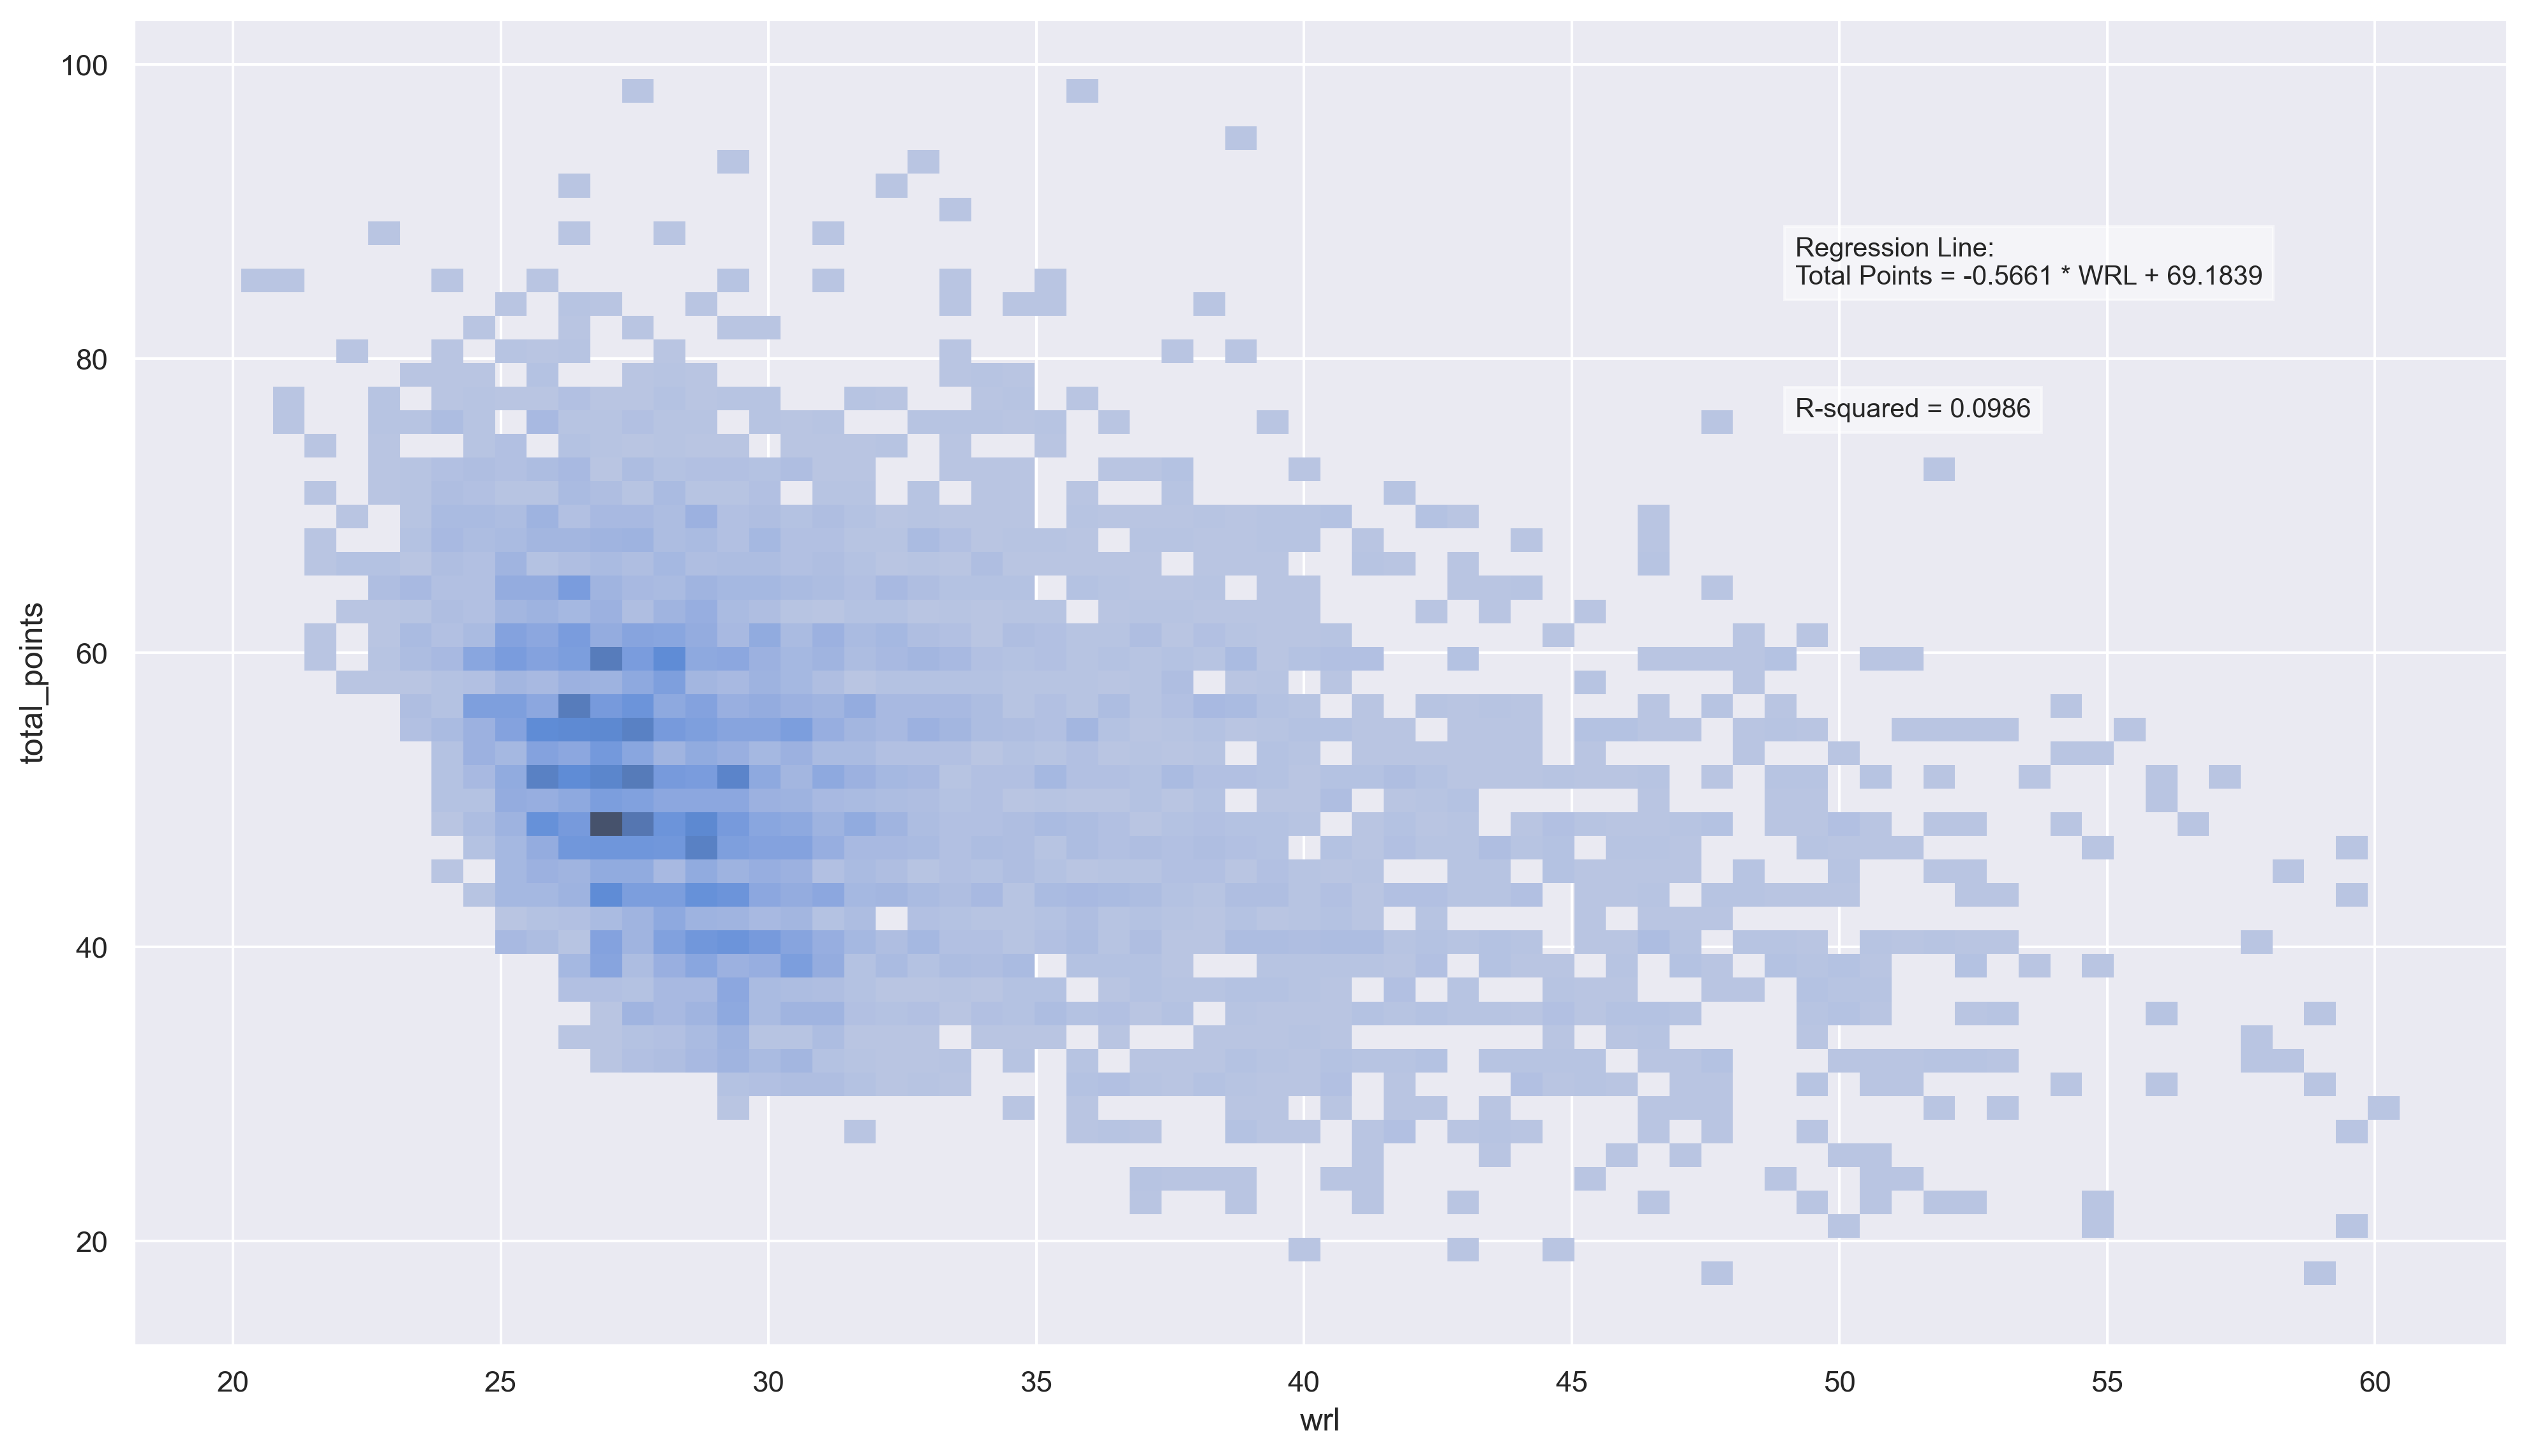 100
80
60
40
20
total_points
Regression Line:
Total Points = -0.5661 * WRL + 69.1839
R-squared = 0.0986
20 25 30 35 40 45 50 55 60
wrl